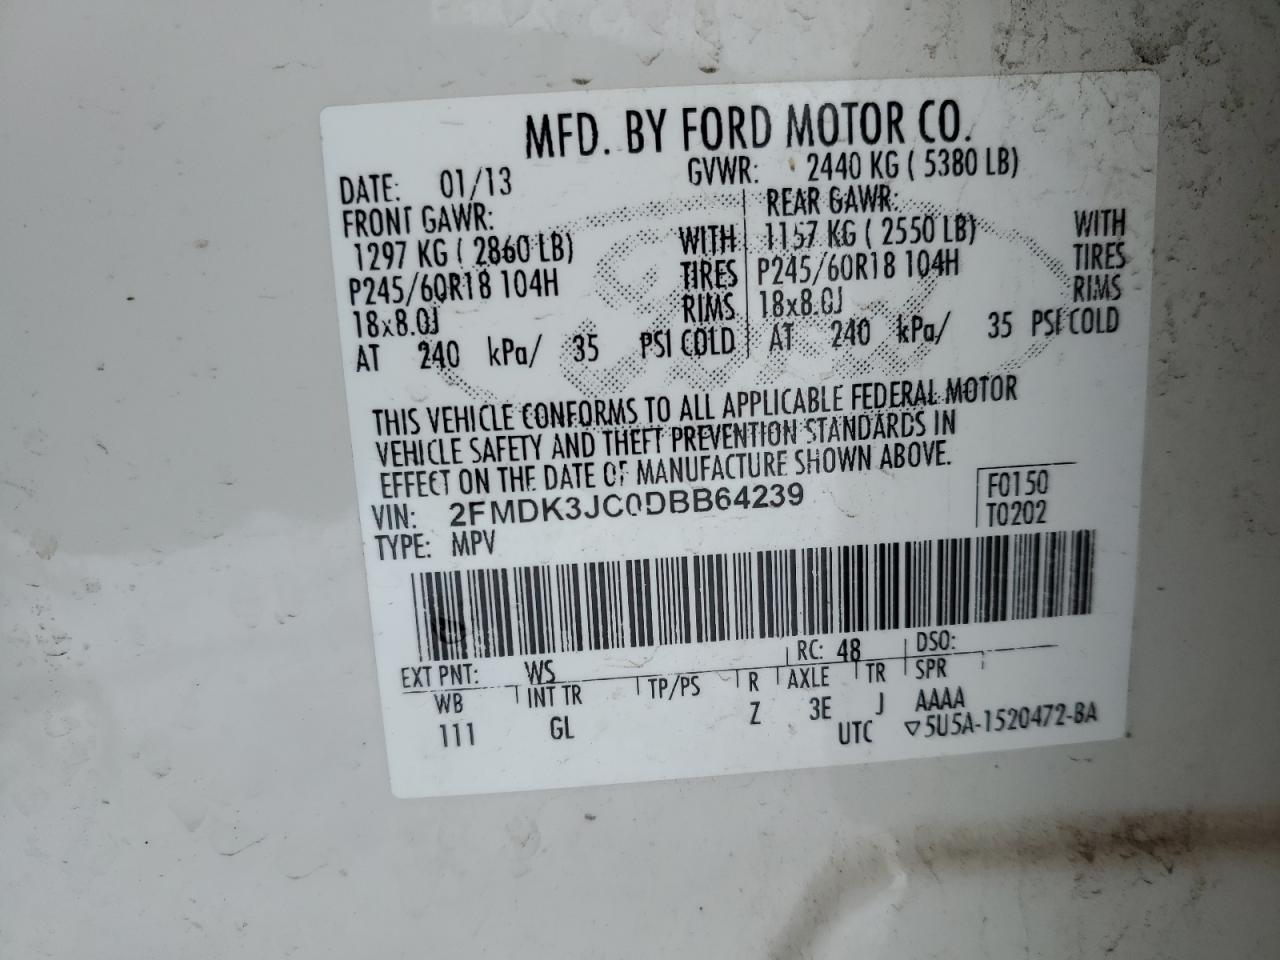 MFD. BY FORD MOTOR CO.
DATE: 01/13 GVWR: 2440 KG ( 5380 LB)
FRONT GAWR: REAR GAWR:
1297 KG ( 2860 LB) WITH 1157 KG ( 2550 LB) WITH
P245/60R18 104H TIRES P245/60R18 104H TIRES
18x8.0J RIMS 18x8.0J RIMS
AT 240 kPa/ 35 PSI COLD AT 240 kPa/ 35 PSI COLD
THIS VEHICLE CONFORMS TO ALL APPLICABLE FEDERAL MOTOR
VEHICLE SAFETY AND THEFT PREVENTION STANDARDS IN
EFFECT ON THE DATE OF MANUFACTURE SHOWN ABOVE.
VIN: 2FMDK3JC0DBB64239 F0150
TYPE: MPV T0202
EXT PNT: WS RC: 48 DSO:
WB INT TR TP/PS R AXLE TR SPR
111 GL Z 3E J AAAA
UTC ▽5U5A-1520472-BA